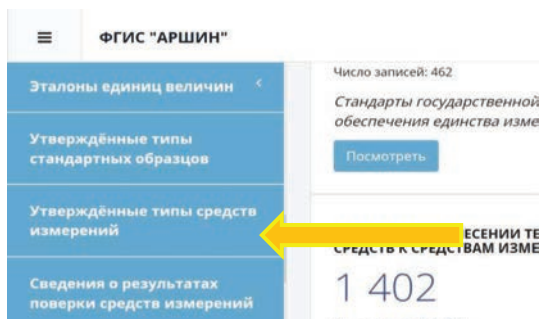 ☰ ФГИС "АРШИН"
Эталоны единиц величин
Утверждённые типы
стандартных образцов
Утверждённые типы средств
измерений
Сведения о результатах
поверки средств измерений
Число записей: 462
Стандарты государственной
обеспечения единства изме
Посмотреть
ЕСЕНИИ ТЕ
СРЕДСТВ К СРЕДСТВАМ ИЗМЕ
1 402